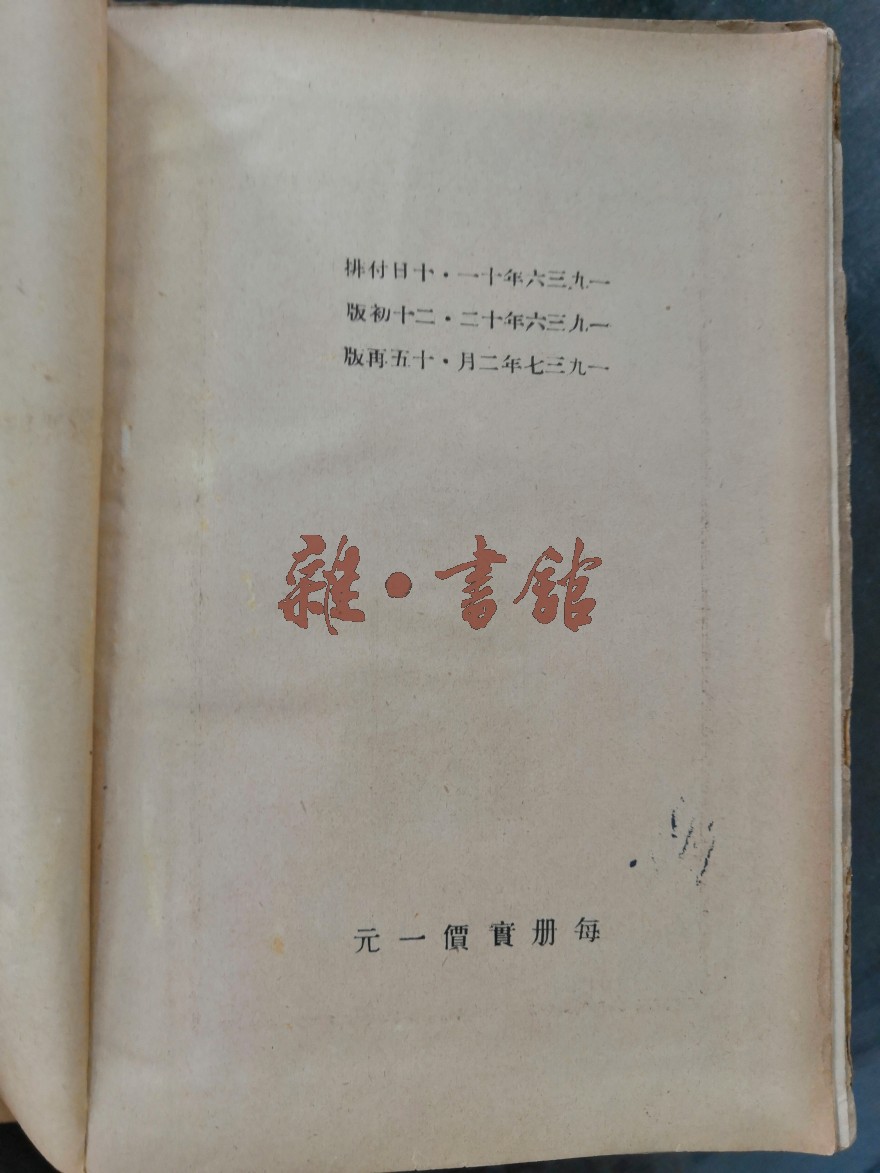 一九三六年十一·十日付排
一九三六年十二·二十初版
一九三七年二月·十五再版
雜·書館
每册實價一元